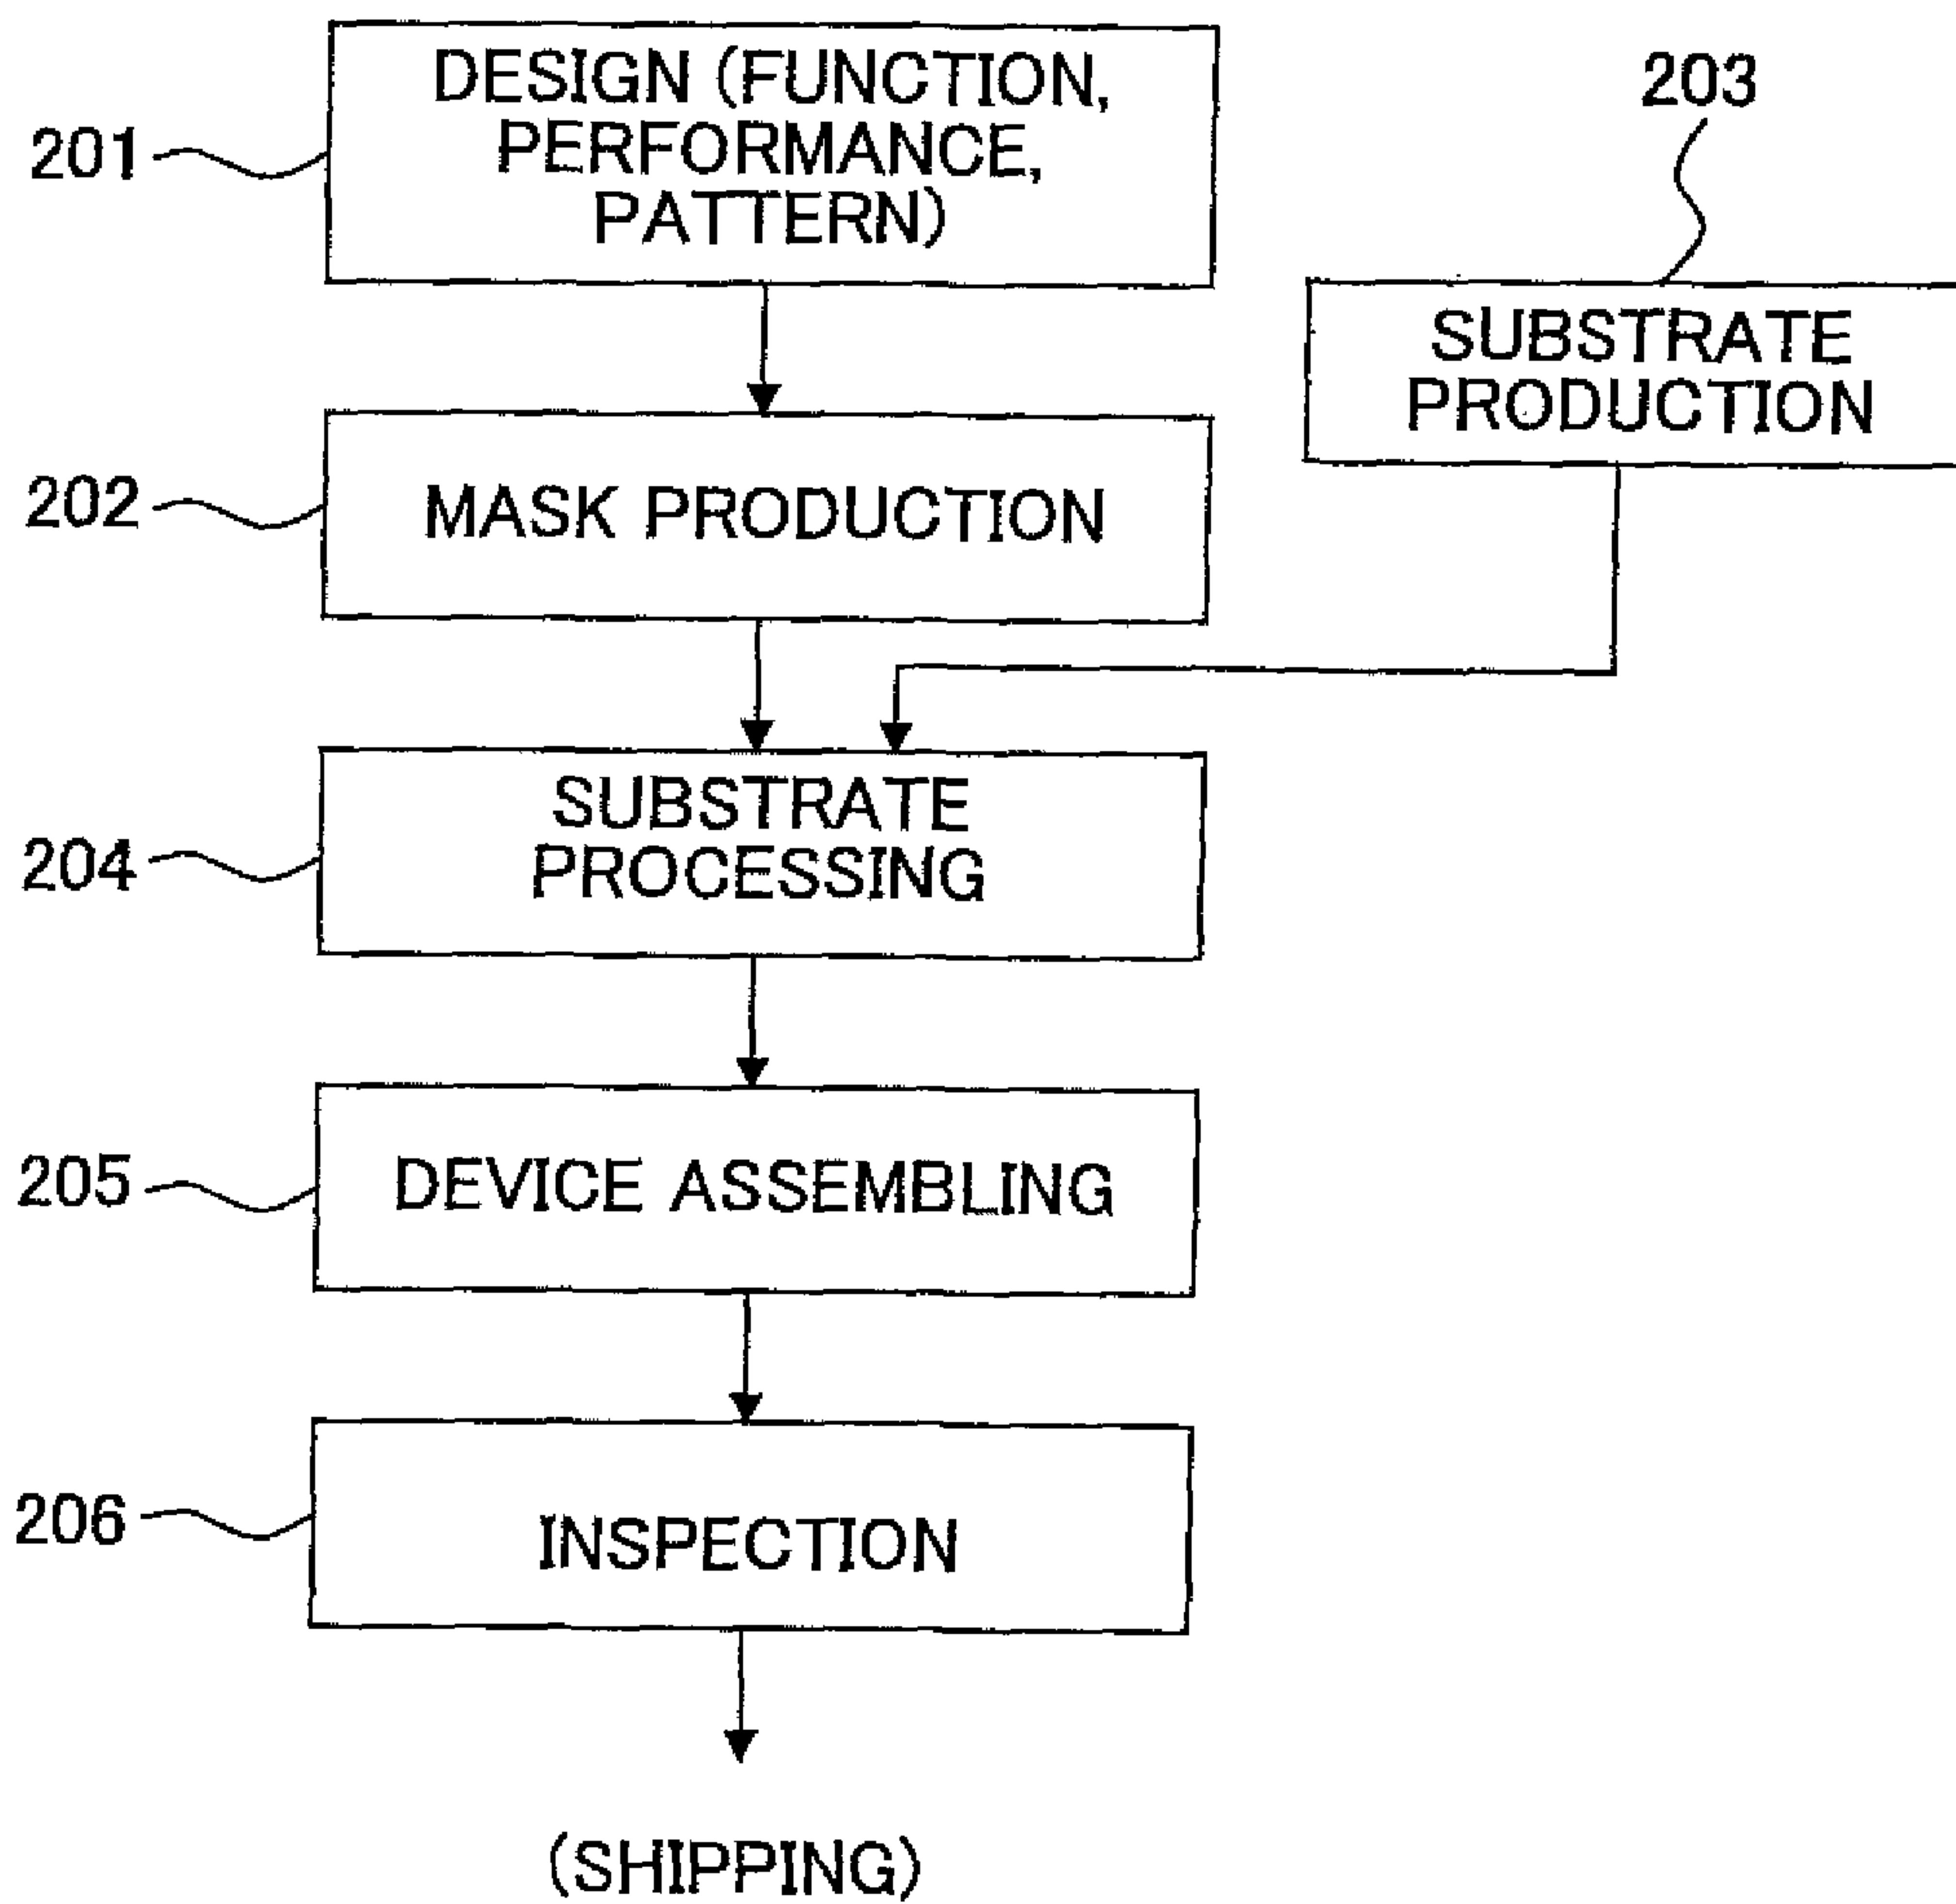 DESIGN (FUNCTION,
PERFORMANCE,
PATTERN)
201
203
SUBSTRATE
PRODUCTION
202
MASK PRODUCTION
204
SUBSTRATE
PROCESSING
205
DEVICE ASSEMBLING
206
INSPECTION
(SHIPPING)